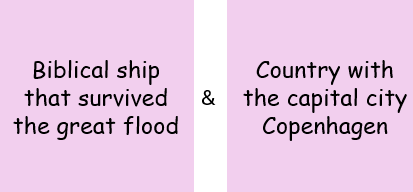 Biblical ship
that survived
the great flood
&
Country with
the capital city
Copenhagen